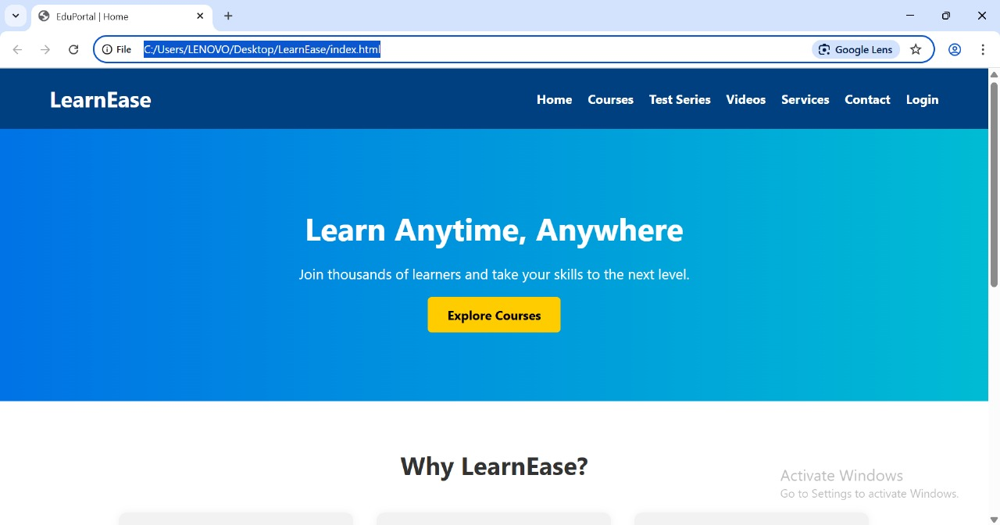 EduPortal | Home
File C:/Users/LENOVO/Desktop/LearnEase/index.html Google Lens
LearnEase Home Courses Test Series Videos Services Contact Login
Learn Anytime, Anywhere
Join thousands of learners and take your skills to the next level.
Explore Courses
Why LearnEase?
Activate Windows
Go to Settings to activate Windows.